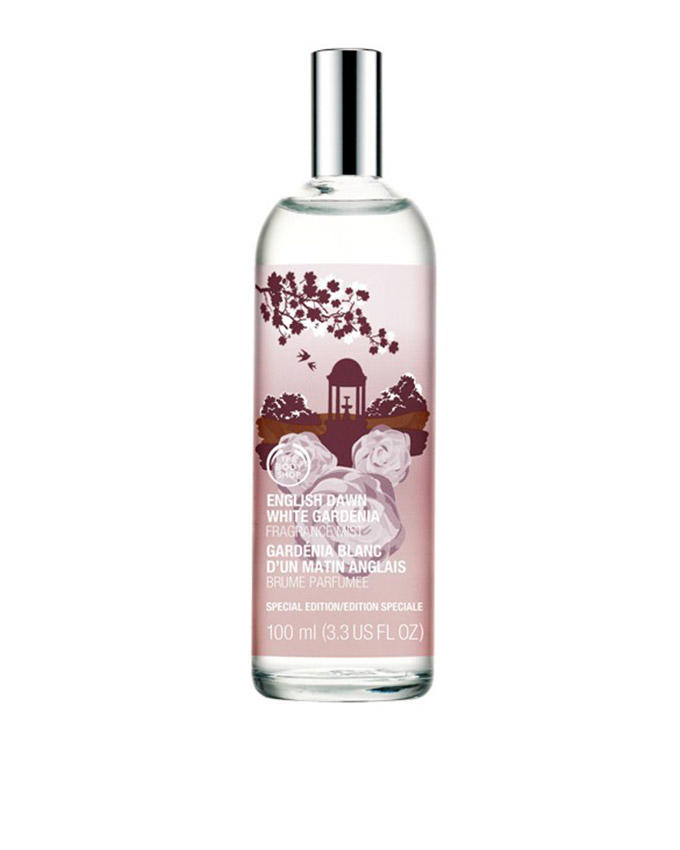 THE
BODY
SHOP
ENGLISH DAWN
WHITE GARDENIA
FRAGRANCE MIST
GARDÉNIA BLANC
D'UN MATIN ANGLAIS
BRUME PARFUMÉE
SPECIAL EDITION/EDITION SPECIALE
100 ml (3.3 US FL OZ)